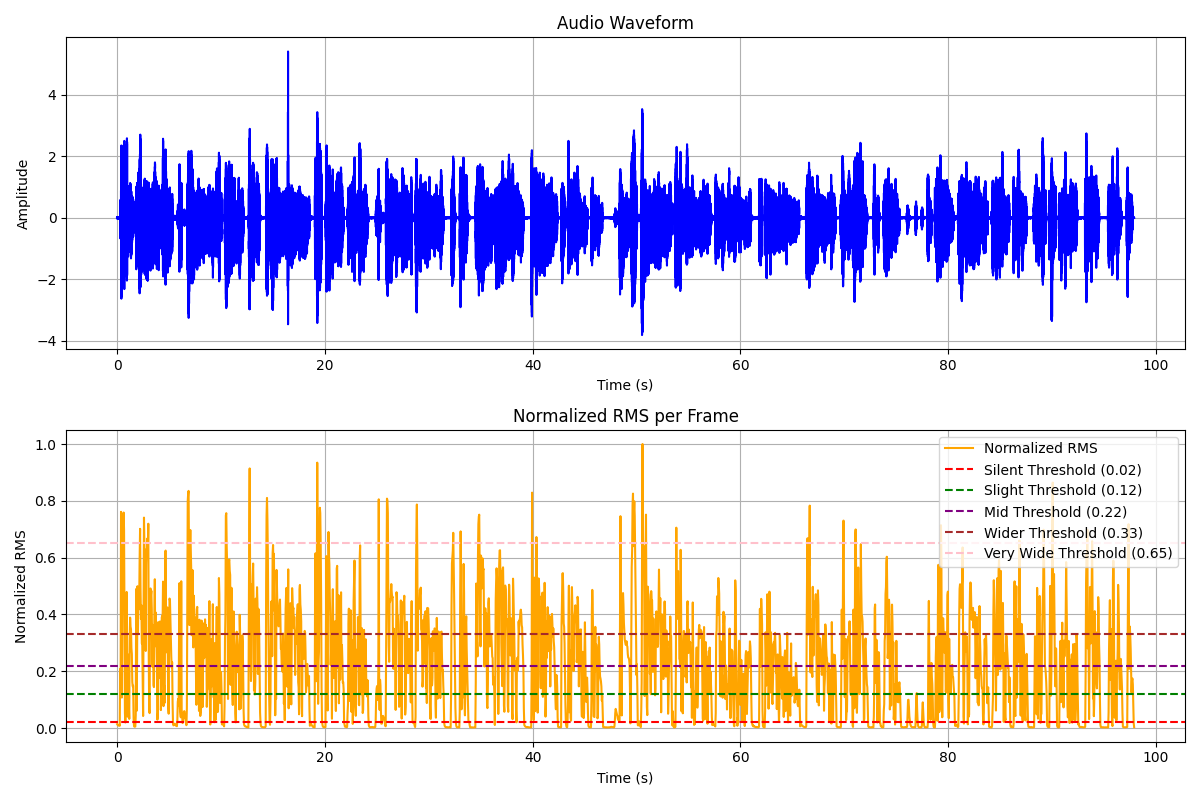 Audio Waveform
4
2
0
−2
−4
Amplitude
0 20 40 60 80 100
Time (s)
Normalized RMS per Frame
1.0
0.8
0.6
0.4
0.2
0.0
Normalized RMS
Normalized RMS
Silent Threshold (0.02)
Slight Threshold (0.12)
Mid Threshold (0.22)
Wider Threshold (0.33)
Very Wide Threshold (0.65)
0 20 40 60 80 100
Time (s)